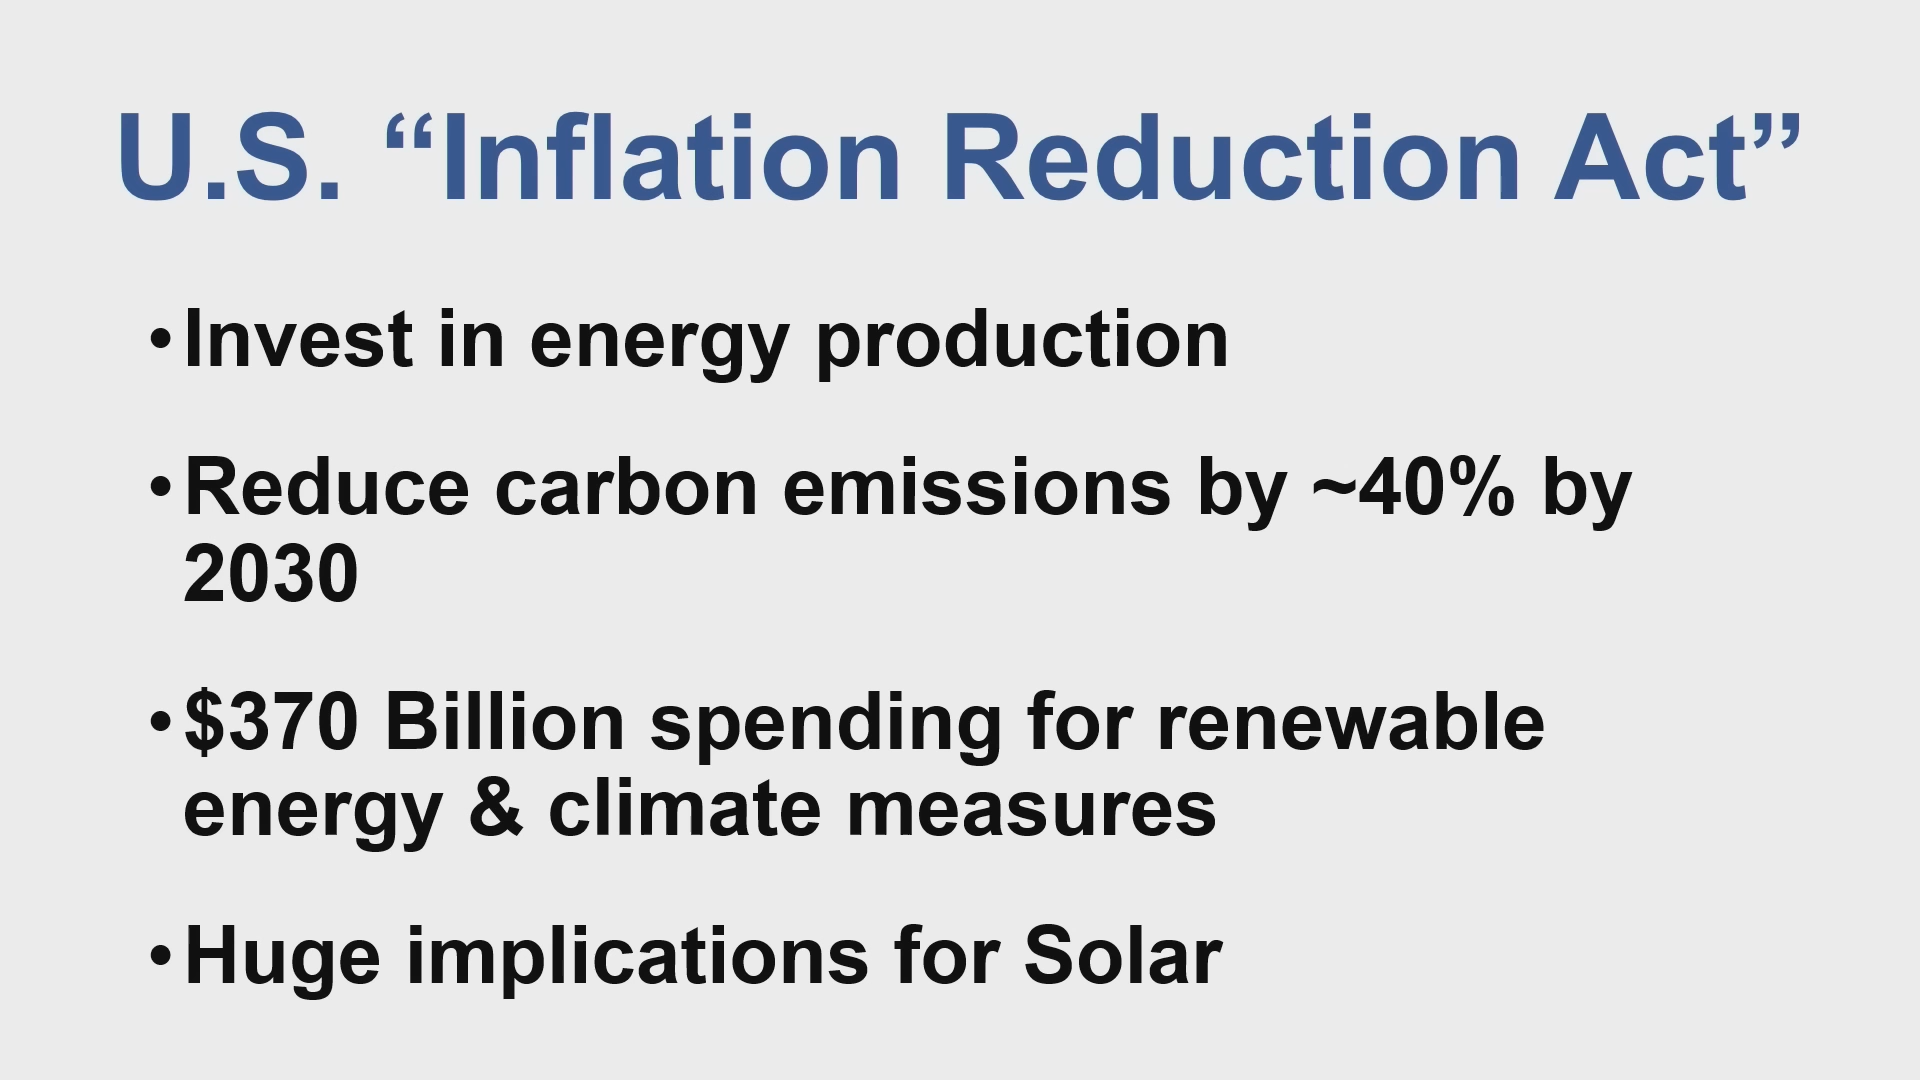 U.S. “Inflation Reduction Act”
•Invest in energy production
•Reduce carbon emissions by ~40% by
2030
•$370 Billion spending for renewable
energy & climate measures
•Huge implications for Solar